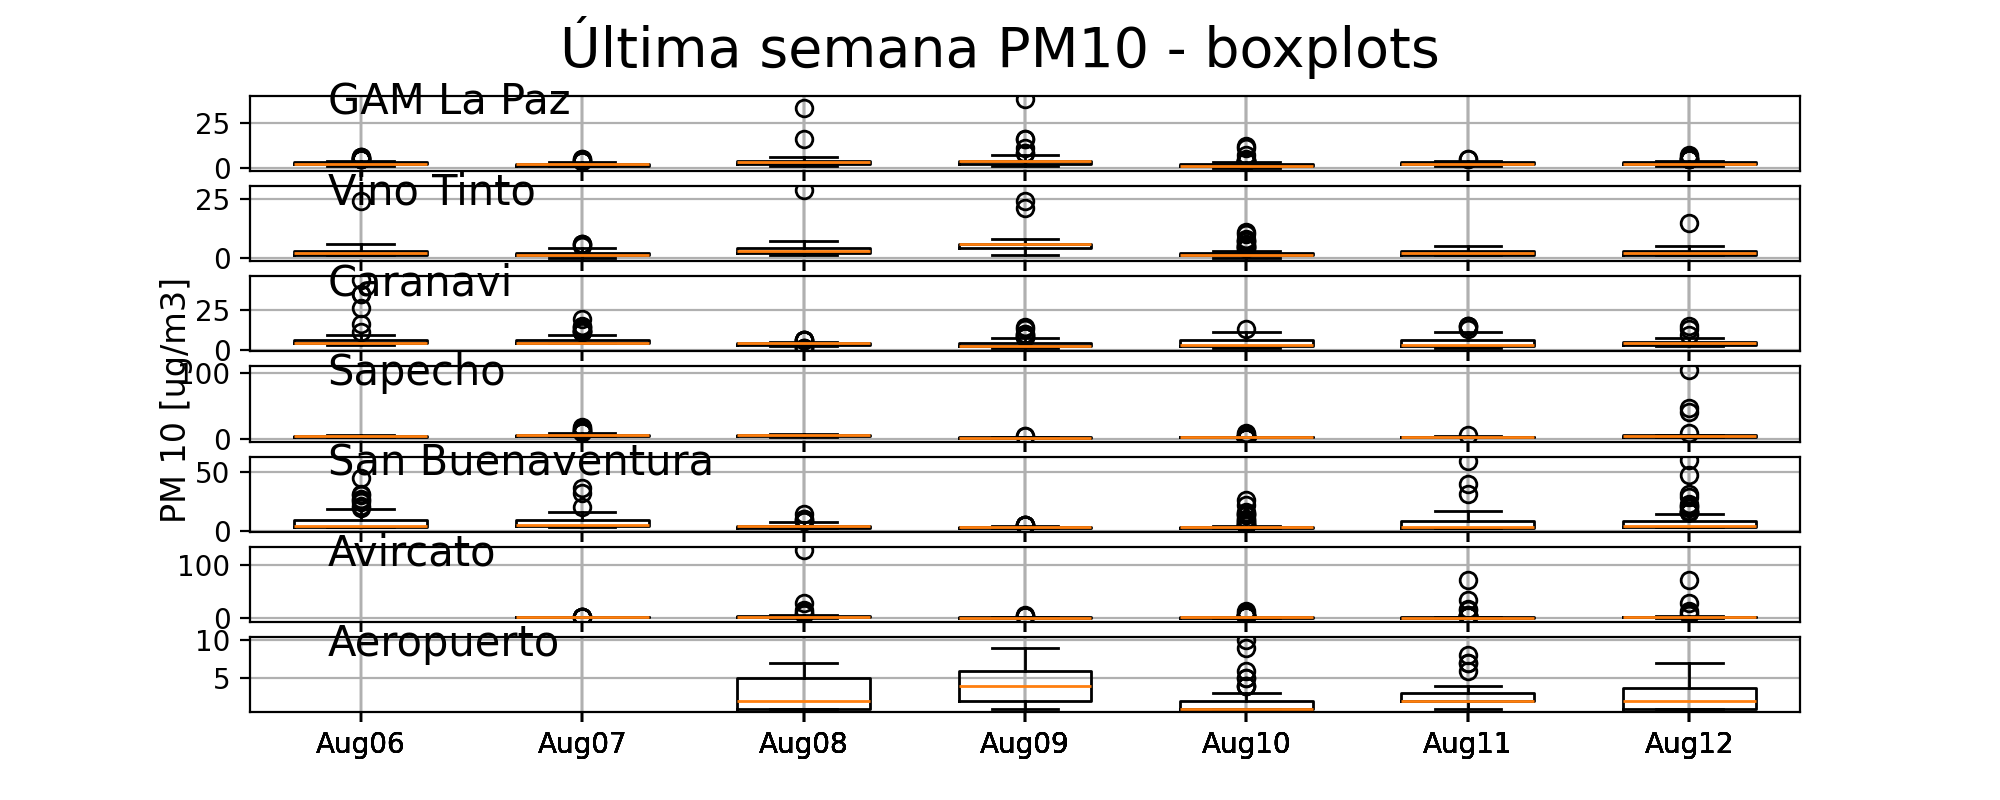 Última semana PM10 - boxplots
GAM La Paz
25
0
Vino Tinto
25
0
Caranavi
25
0
PM 10 [ug/m3]
Sapecho
100
0
San Buenaventura
50
0
Avircato
100
0
Aeropuerto
10
5
Aug06 Aug07 Aug08 Aug09 Aug10 Aug11 Aug12